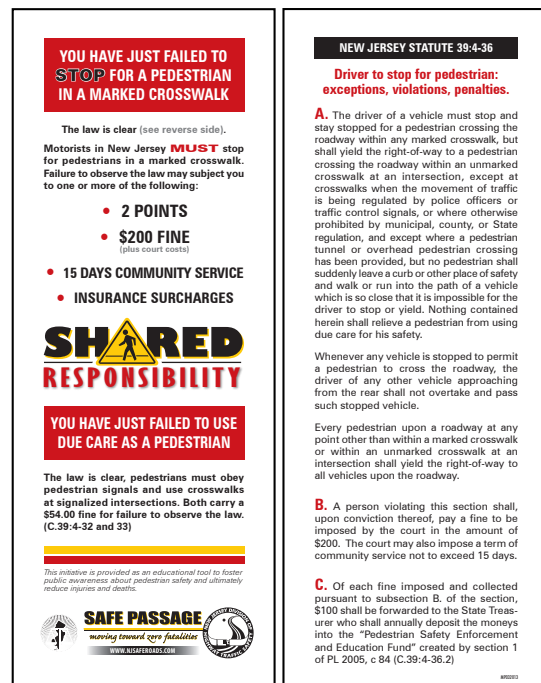 YOU HAVE JUST FAILED TO
STOP FOR A PEDESTRIAN
IN A MARKED CROSSWALK
The law is clear (see reverse side).
Motorists in New Jersey MUST stop
for pedestrians in a marked crosswalk.
Failure to observe the law may subject you
to one or more of the following:
• 2 POINTS
• $200 FINE
(plus court costs)
• 15 DAYS COMMUNITY SERVICE
• INSURANCE SURCHARGES
SHARED
RESPONSIBILITY
YOU HAVE JUST FAILED TO USE
DUE CARE AS A PEDESTRIAN
The law is clear, pedestrians must obey
pedestrian signals and use crosswalks
at signalized intersections. Both carry a
$54.00 fine for failure to observe the law.
(C.39:4-32 and 33)
This initiative is provided as an educational tool to foster
public awareness about pedestrian safety and ultimately
reduce injuries and deaths.
SAFE PASSAGE
moving toward zero fatalities
WWW.NJSAFEROADS.COM
NEW JERSEY DIVISION OF
HIGHWAY TRAFFIC SAFETY
NEW JERSEY STATUTE 39:4-36
Driver to stop for pedestrian:
exceptions, violations, penalties.
A. The driver of a vehicle must stop and
stay stopped for a pedestrian crossing the
roadway within any marked crosswalk, but
shall yield the right-of-way to a pedestrian
crossing the roadway within an unmarked
crosswalk at an intersection, except at
crosswalks when the movement of traffic
is being regulated by police officers or
traffic control signals, or where otherwise
prohibited by municipal, county, or State
regulation, and except where a pedestrian
tunnel or overhead pedestrian crossing
has been provided, but no pedestrian shall
suddenly leave a curb or other place of safety
and walk or run into the path of a vehicle
which is so close that it is impossible for the
driver to stop or yield. Nothing contained
herein shall relieve a pedestrian from using
due care for his safety.
Whenever any vehicle is stopped to permit
a pedestrian to cross the roadway, the
driver of any other vehicle approaching
from the rear shall not overtake and pass
such stopped vehicle.
Every pedestrian upon a roadway at any
point other than within a marked crosswalk
or within an unmarked crosswalk at an
intersection shall yield the right-of-way to
all vehicles upon the roadway.
B. A person violating this section shall,
upon conviction thereof, pay a fine to be
imposed by the court in the amount of
$200. The court may also impose a term of
community service not to exceed 15 days.
C. Of each fine imposed and collected
pursuant to subsection B. of the section,
$100 shall be forwarded to the State Treas-
urer who shall annually deposit the moneys
into the "Pedestrian Safety Enforcement
and Education Fund" created by section 1
of PL 2005, c 84 (C.39:4-36.2)